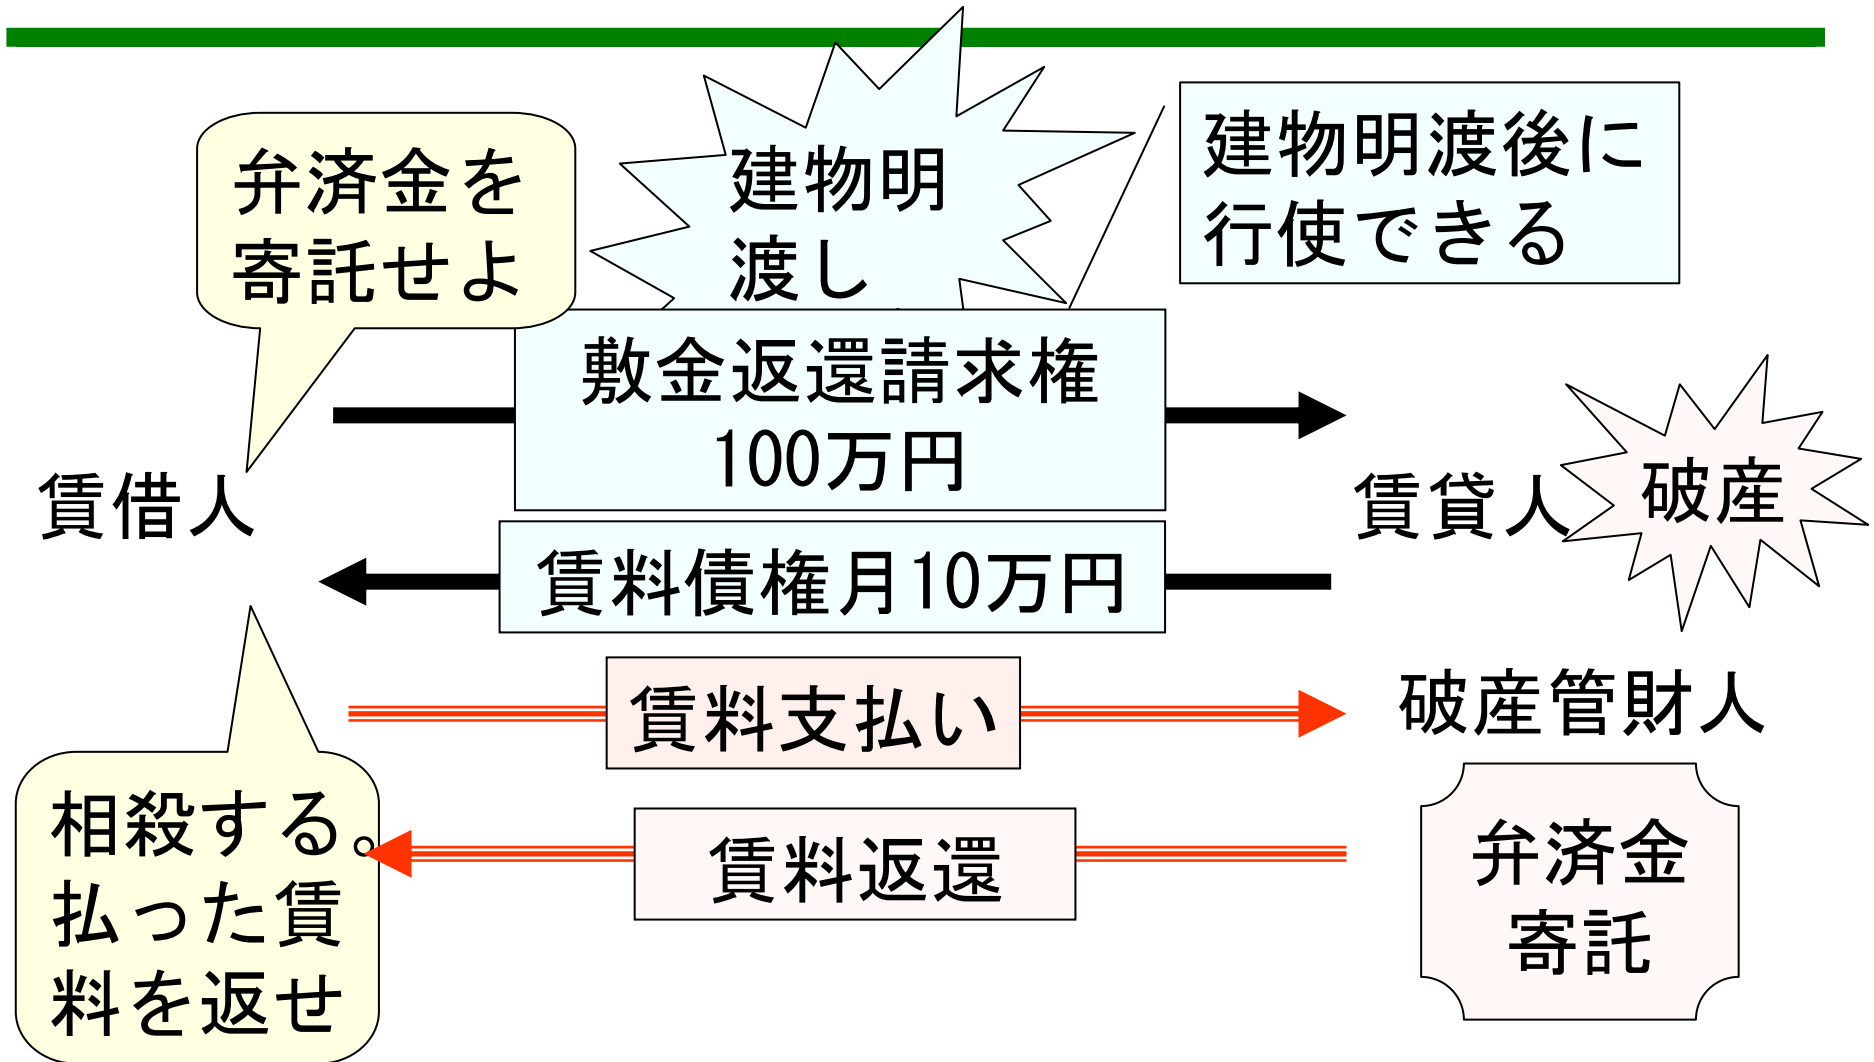 弁済金を
寄託せよ
建物明
渡し
建物明渡後に
行使できる
敷金返還請求権
100万円
賃借人
賃貸人
破産
賃料債権月10万円
賃料支払い
破産管財人
相殺する。
払った賃
料を返せ
賃料返還
弁済金
寄託